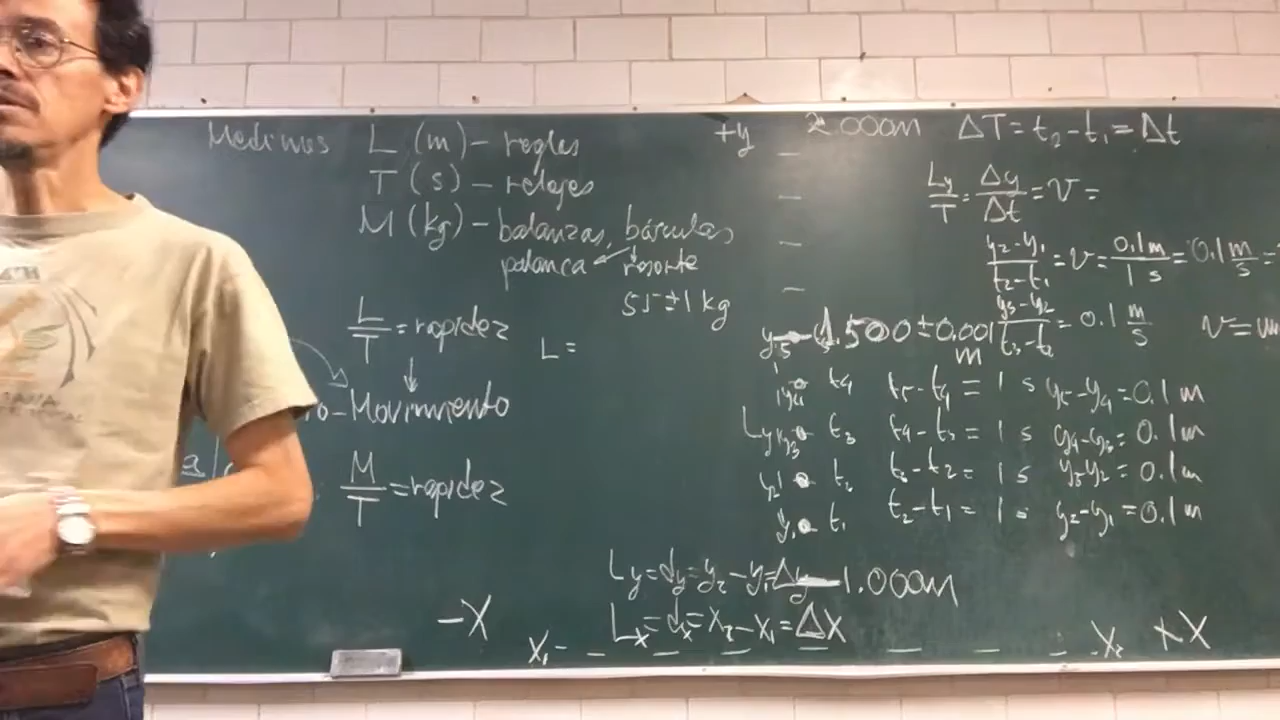 Medimos L (m) – reglas
T (s) – relojes
M (kg) – balanzas, básculas
palanca ← resorte
55 ± 1 kg
L/T = rapidez
L =
Movimiento
M/T = rapidez
+y
2.000m
ΔT = t₂ - t₁ = Δt
Ly/T = Δy/Δt = v =
(y₂-y₁)/(t₂-t₁) = v = 0.1m/1 s = 0.1 m/s =
(y₃-y₂)/(t₃-t₂) = 0.1 m/s
v =
y₅ 1.500 ± 0.001 m
y₄ t₄ t₅-t₄ = 1 s y₅-y₄ = 0.1 m
Ly y₃ t₃ t₄-t₃ = 1 s y₄-y₃ = 0.1 m
y₂ t₂ t₃-t₂ = 1 s y₃-y₂ = 0.1 m
y₁ t₁ t₂-t₁ = 1 s y₂-y₁ = 0.1 m
Ly = dy = y₂ - y₁ = Δy 1.000m
Lx = dx = x₂ - x₁ = Δx
-X
x₁ x₂
+X